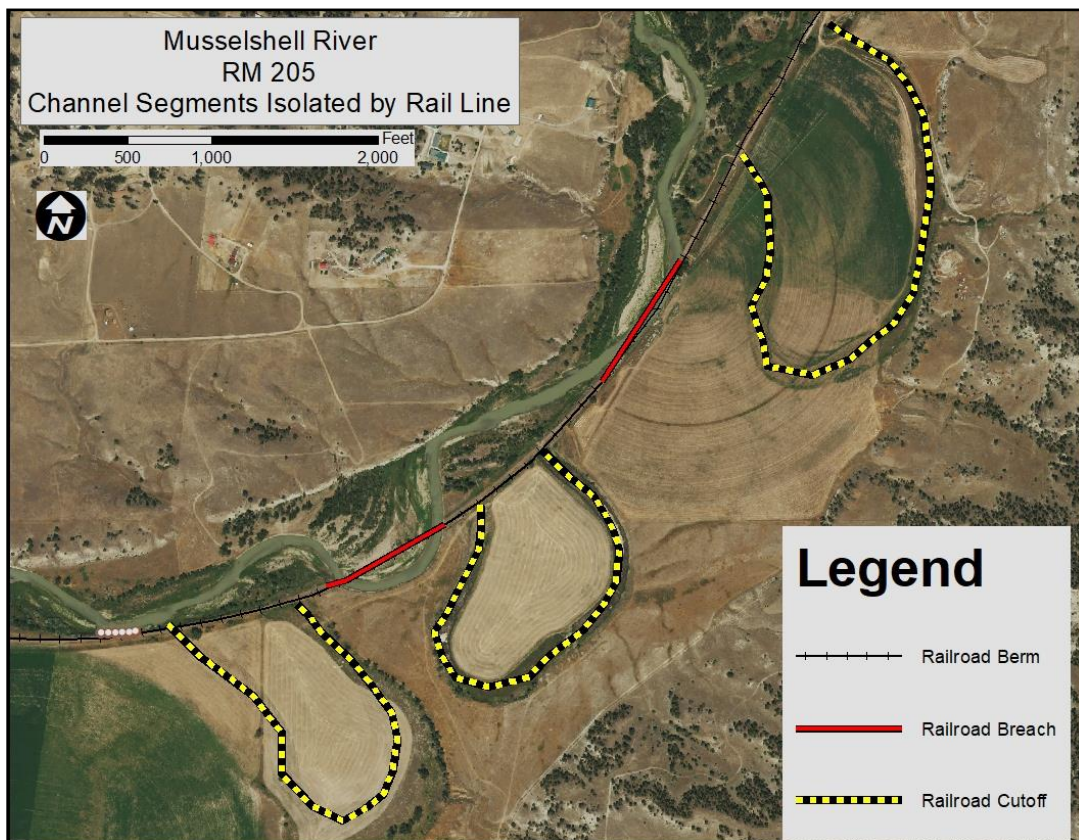 Musselshell River
RM 205
Channel Segments Isolated by Rail Line
Feet
0 500 1,000 2,000
N
Legend
Railroad Berm
Railroad Breach
Railroad Cutoff